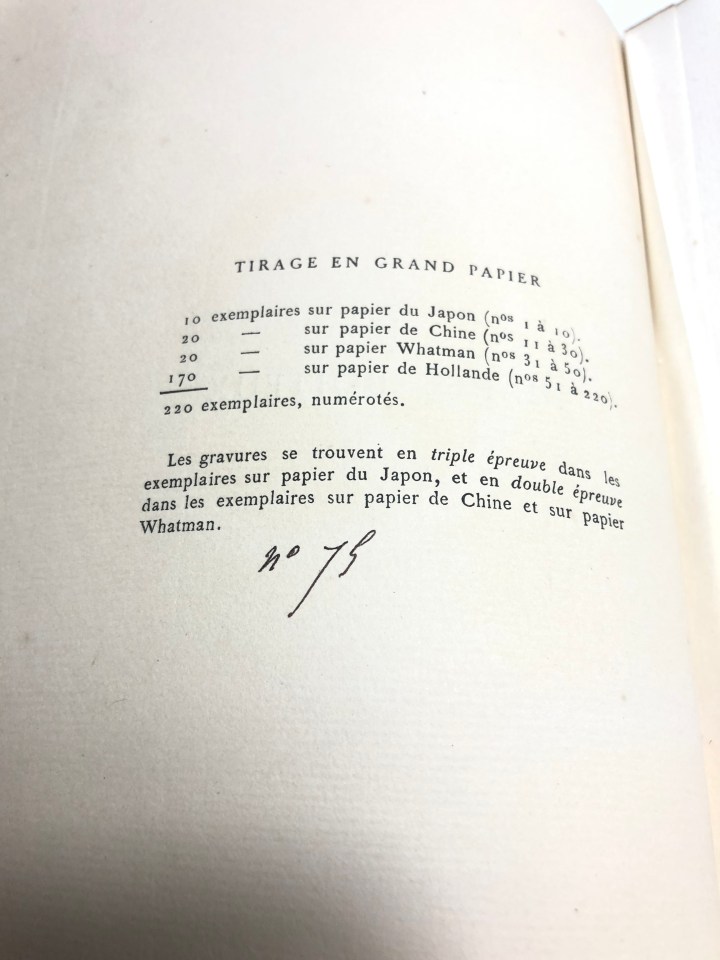 TIRAGE EN GRAND PAPIER
10 exemplaires sur papier du Japon (nos 1 à 10).
20 — sur papier de Chine (nos 11 à 30).
20 — sur papier Whatman (nos 31 à 50).
170 — sur papier de Hollande (nos 51 à 220).
220 exemplaires, numérotés.
Les gravures se trouvent en triple épreuve dans les
exemplaires sur papier du Japon, et en double épreuve
dans les exemplaires sur papier de Chine et sur papier
Whatman.
no 75